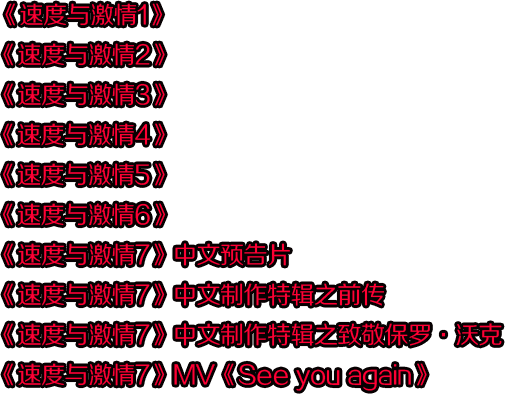 《速度与激情1》
《速度与激情2》
《速度与激情3》
《速度与激情4》
《速度与激情5》
《速度与激情6》
《速度与激情7》中文预告片
《速度与激情7》中文制作特辑之前传
《速度与激情7》中文制作特辑之致敬保罗·沃克
《速度与激情7》MV《See you again》